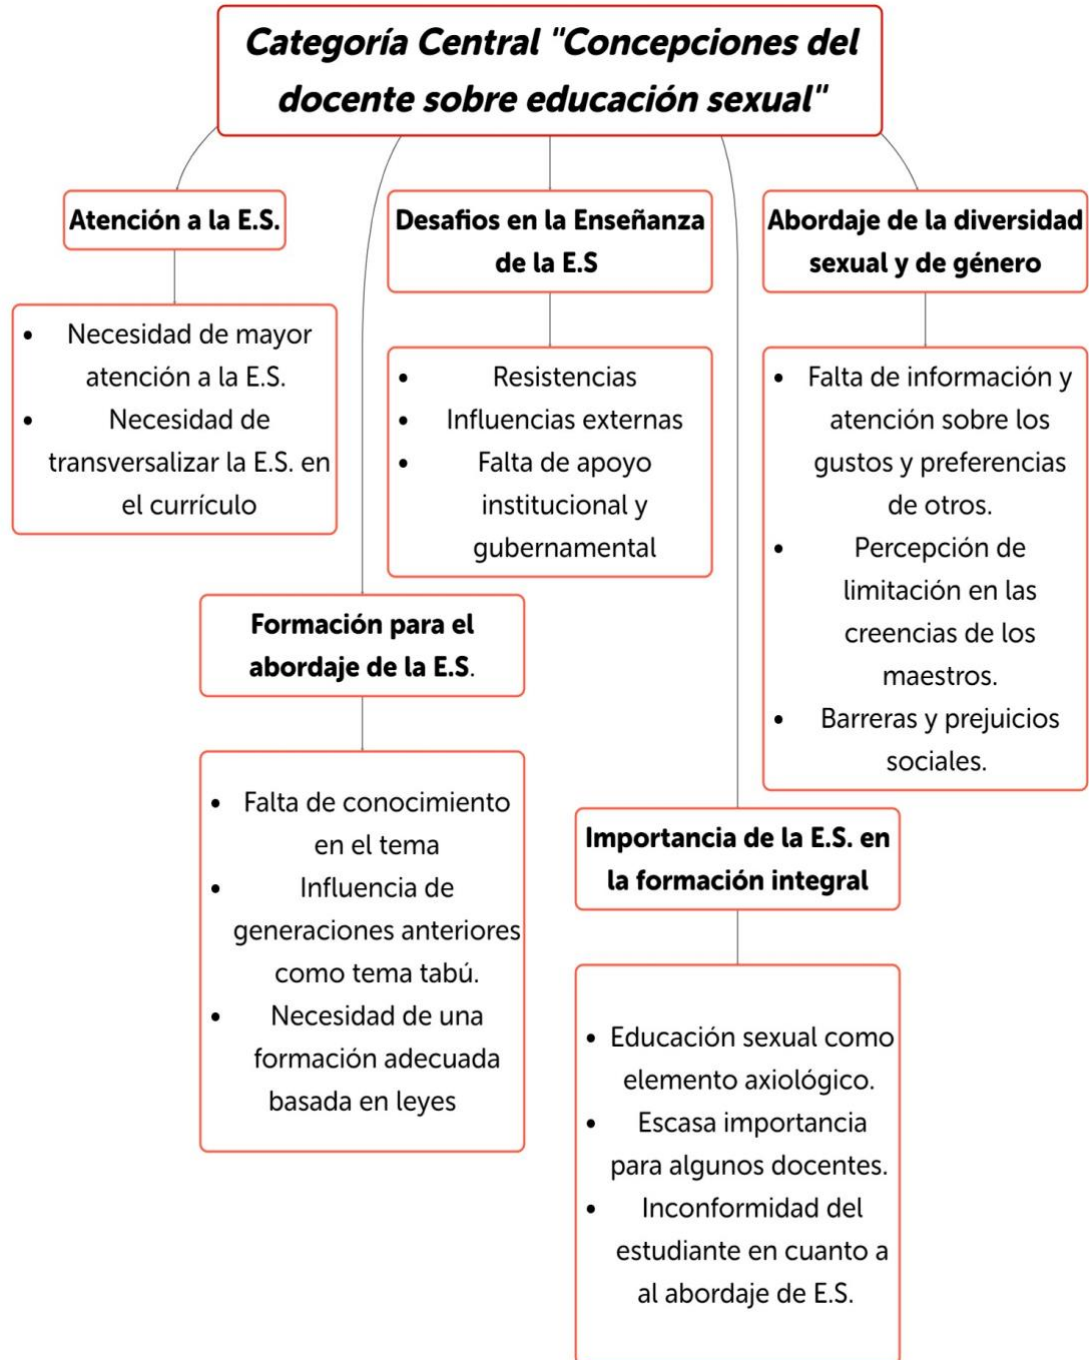 Categoría Central "Concepciones del
docente sobre educación sexual"
Atención a la E.S.
• Necesidad de mayor
atención a la E.S.
• Necesidad de
transversalizar la E.S. en
el currículo
Formación para el
abordaje de la E.S.
• Falta de conocimiento
en el tema
• Influencia de
generaciones anteriores
como tema tabú.
• Necesidad de una
formación adecuada
basada en leyes
Desafios en la Enseñanza
de la E.S
• Resistencias
• Influencias externas
• Falta de apoyo
institucional y
gubernamental
Importancia de la E.S. en
la formación integral
• Educación sexual como
elemento axiológico.
• Escasa importancia
para algunos docentes.
• Inconformidad del
estudiante en cuanto a
al abordaje de E.S.
Abordaje de la diversidad
sexual y de género
• Falta de información y
atención sobre los
gustos y preferencias
de otros.
• Percepción de
limitación en las
creencias de los
maestros.
• Barreras y prejuicios
sociales.